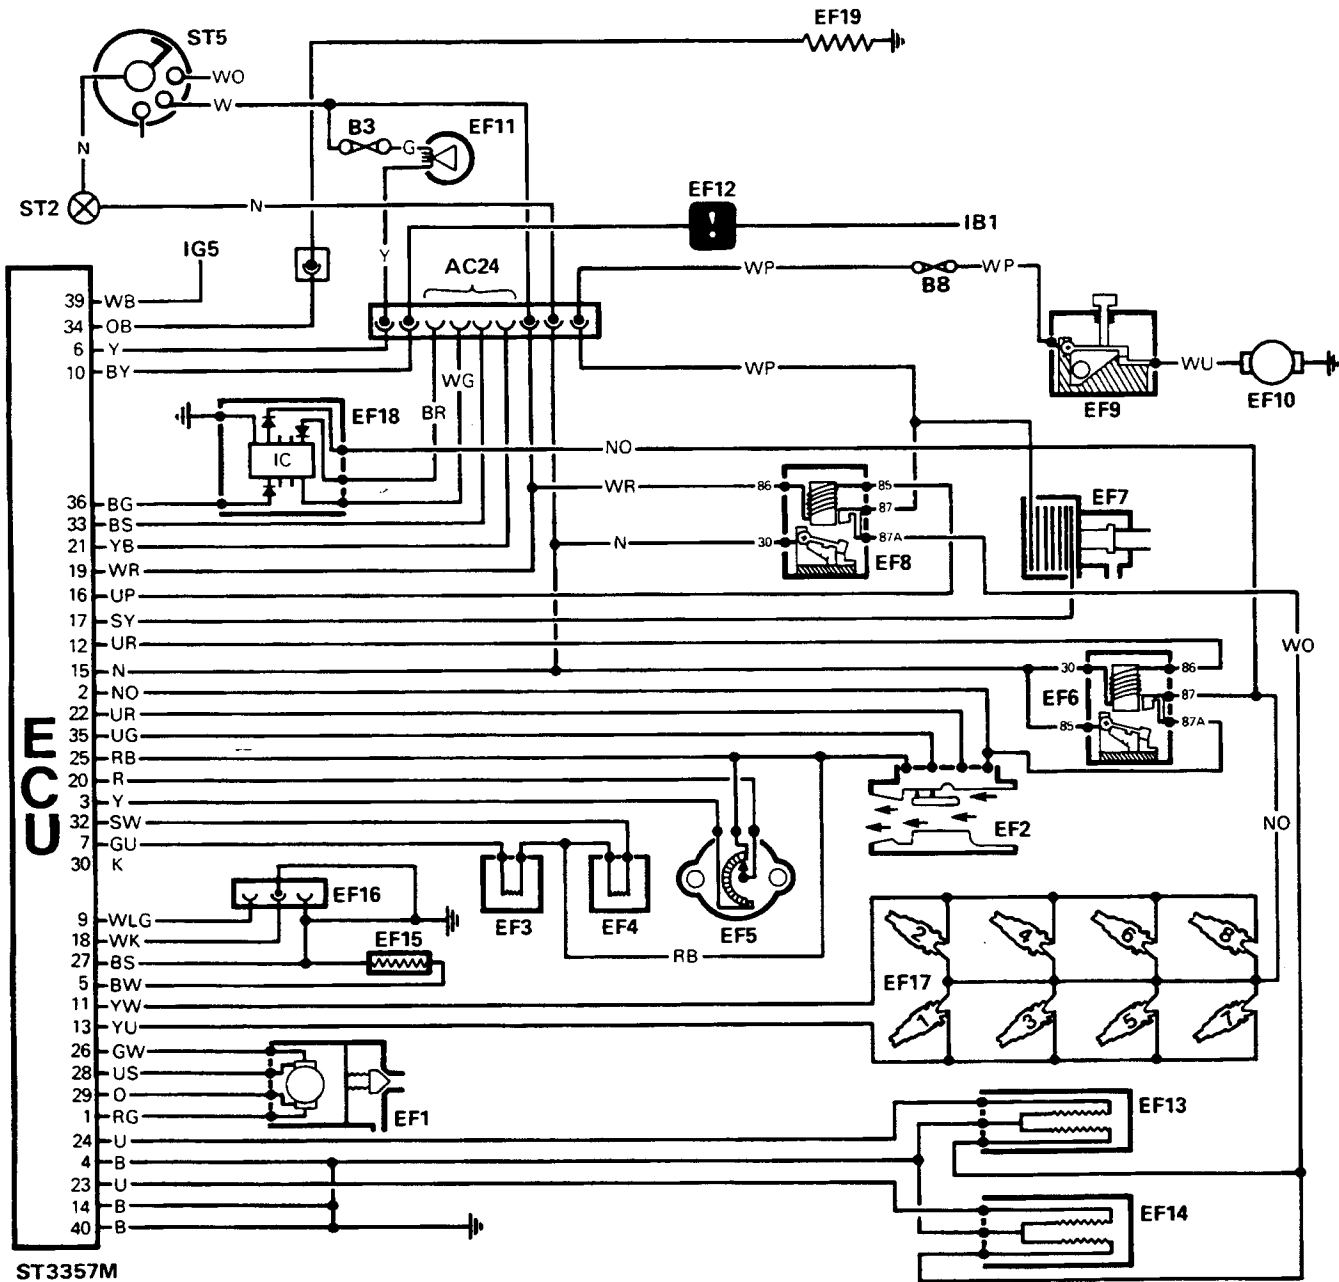 EF19
ST5
WO
W
B3
EF11
G
N
EF12
ST2
N
IB1
IG5
Y
AC24
WP
WP
B8
39 WB
34 OB
6 Y
10 BY
WG
WP
WU
EF9
EF10
EF18
BR
IC
NO
86
WR
85
87
EF7
36 BG
33 BS
21 YB
30
N
87A
EF8
19 WR
16 UP
17 SY
12 UR
WO
15 N
30
86
2 NO
EF6
87
22 UR
87A
35 UG
85
25 RB
20 R
3 Y
32 SW
EF2
NO
7 GU
30 K
ECU
EF16
9 WLG
EF3
EF4
EF5
18 WK
EF15
2
4
6
8
27 BS
RB
5 BW
EF17
11 YW
1
3
5
7
13 YU
26 GW
28 US
29 O
1 RG
EF1
EF13
24 U
4 B
23 U
14 B
EF14
40 B
ST3357M